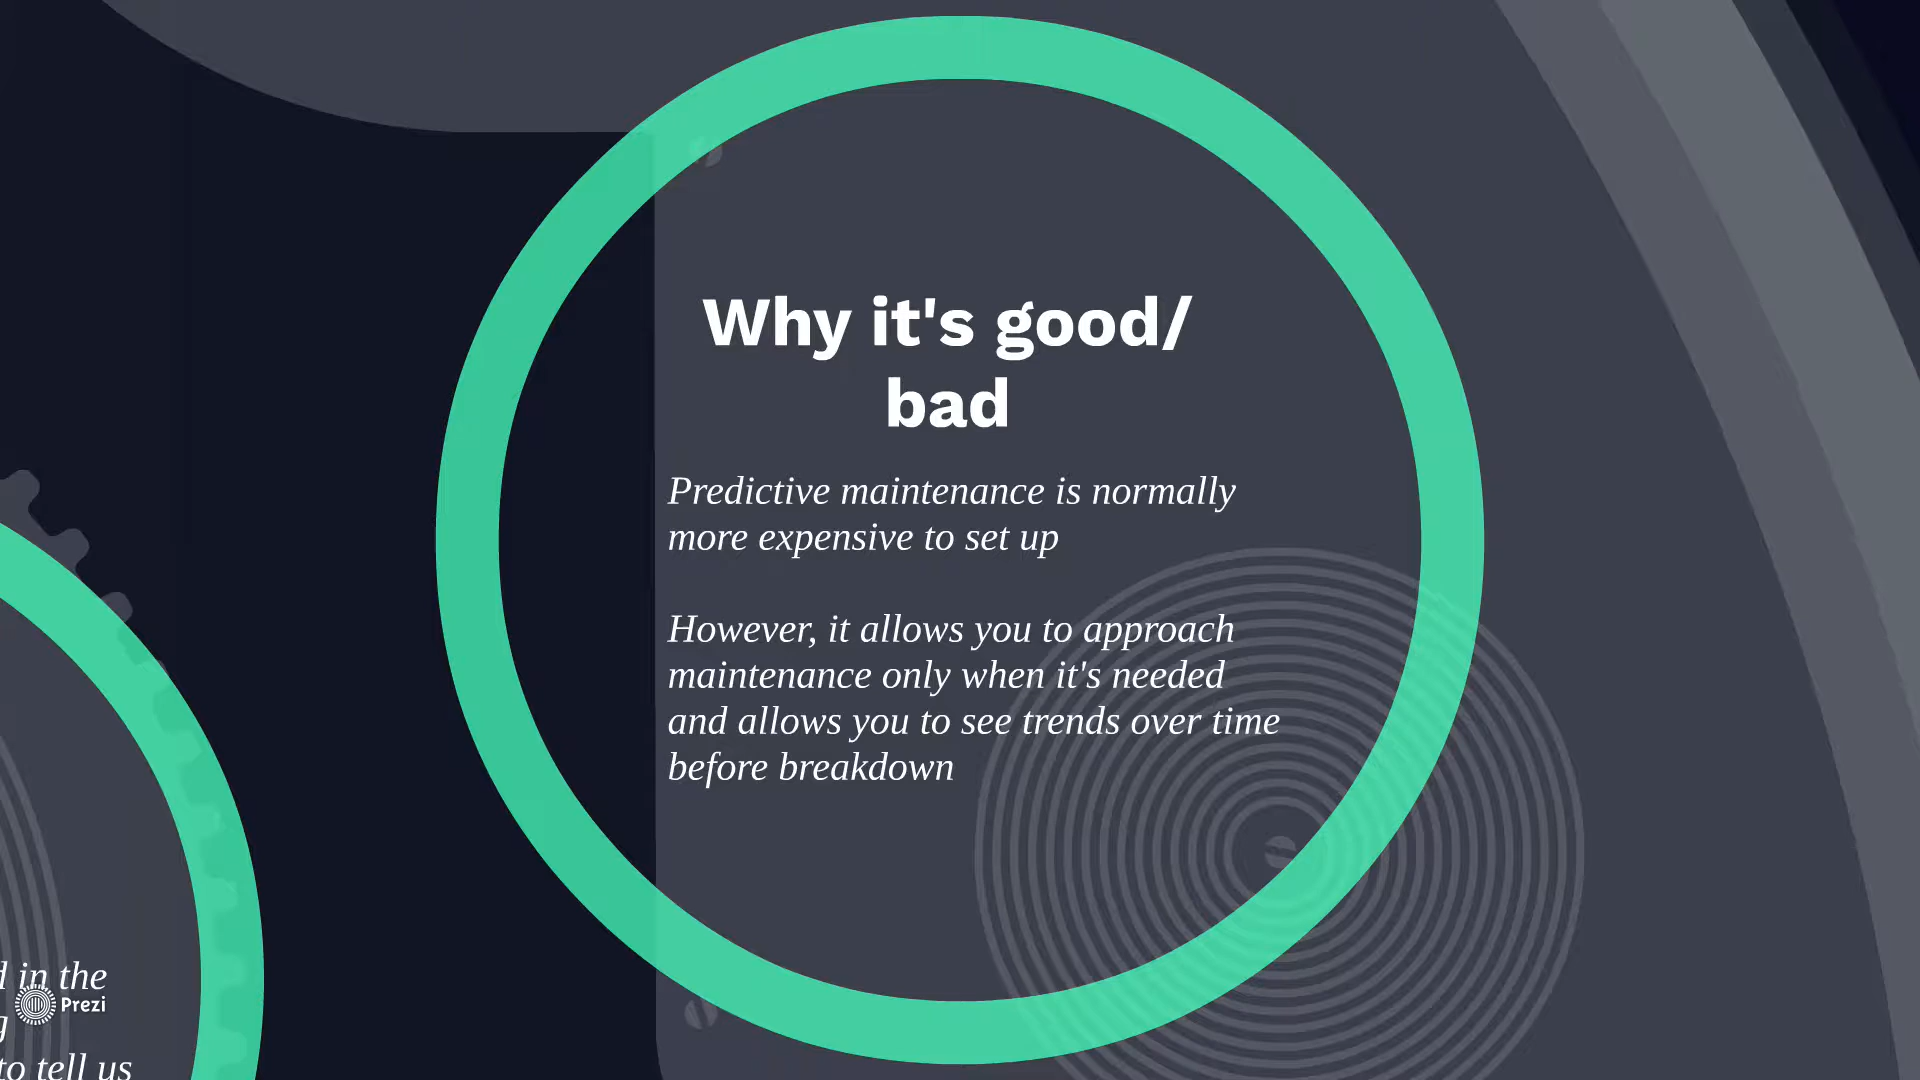 Why it's good/
bad
Predictive maintenance is normally
more expensive to set up
However, it allows you to approach
maintenance only when it's needed
and allows you to see trends over time
before breakdown
in the
Prezi
to tell us